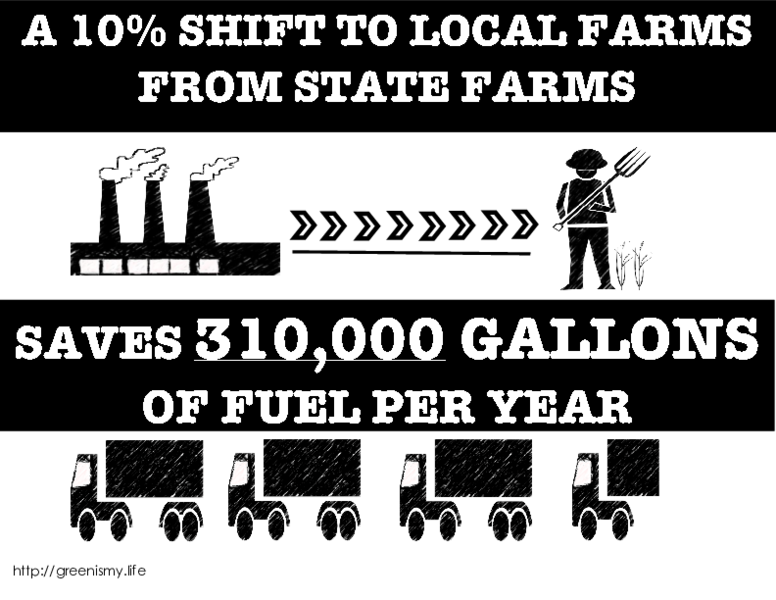 A 10% SHIFT TO LOCAL FARMS
FROM STATE FARMS
SAVES 310,000 GALLONS
OF FUEL PER YEAR
http://greenismy.life